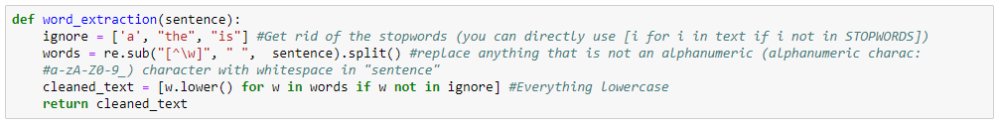 def word_extraction(sentence):
    ignore = ['a', "the", "is"] #Get rid of the stopwords (you can directly use [i for i in text if i not in STOPWORDS])
    words = re.sub("[^\w]", " ",  sentence).split() #replace anything that is not an alphanumeric (alphanumeric charac:
    #a-zA-Z0-9_) character with whitespace in "sentence"
    cleaned_text = [w.lower() for w in words if w not in ignore] #Everything lowercase
    return cleaned_text